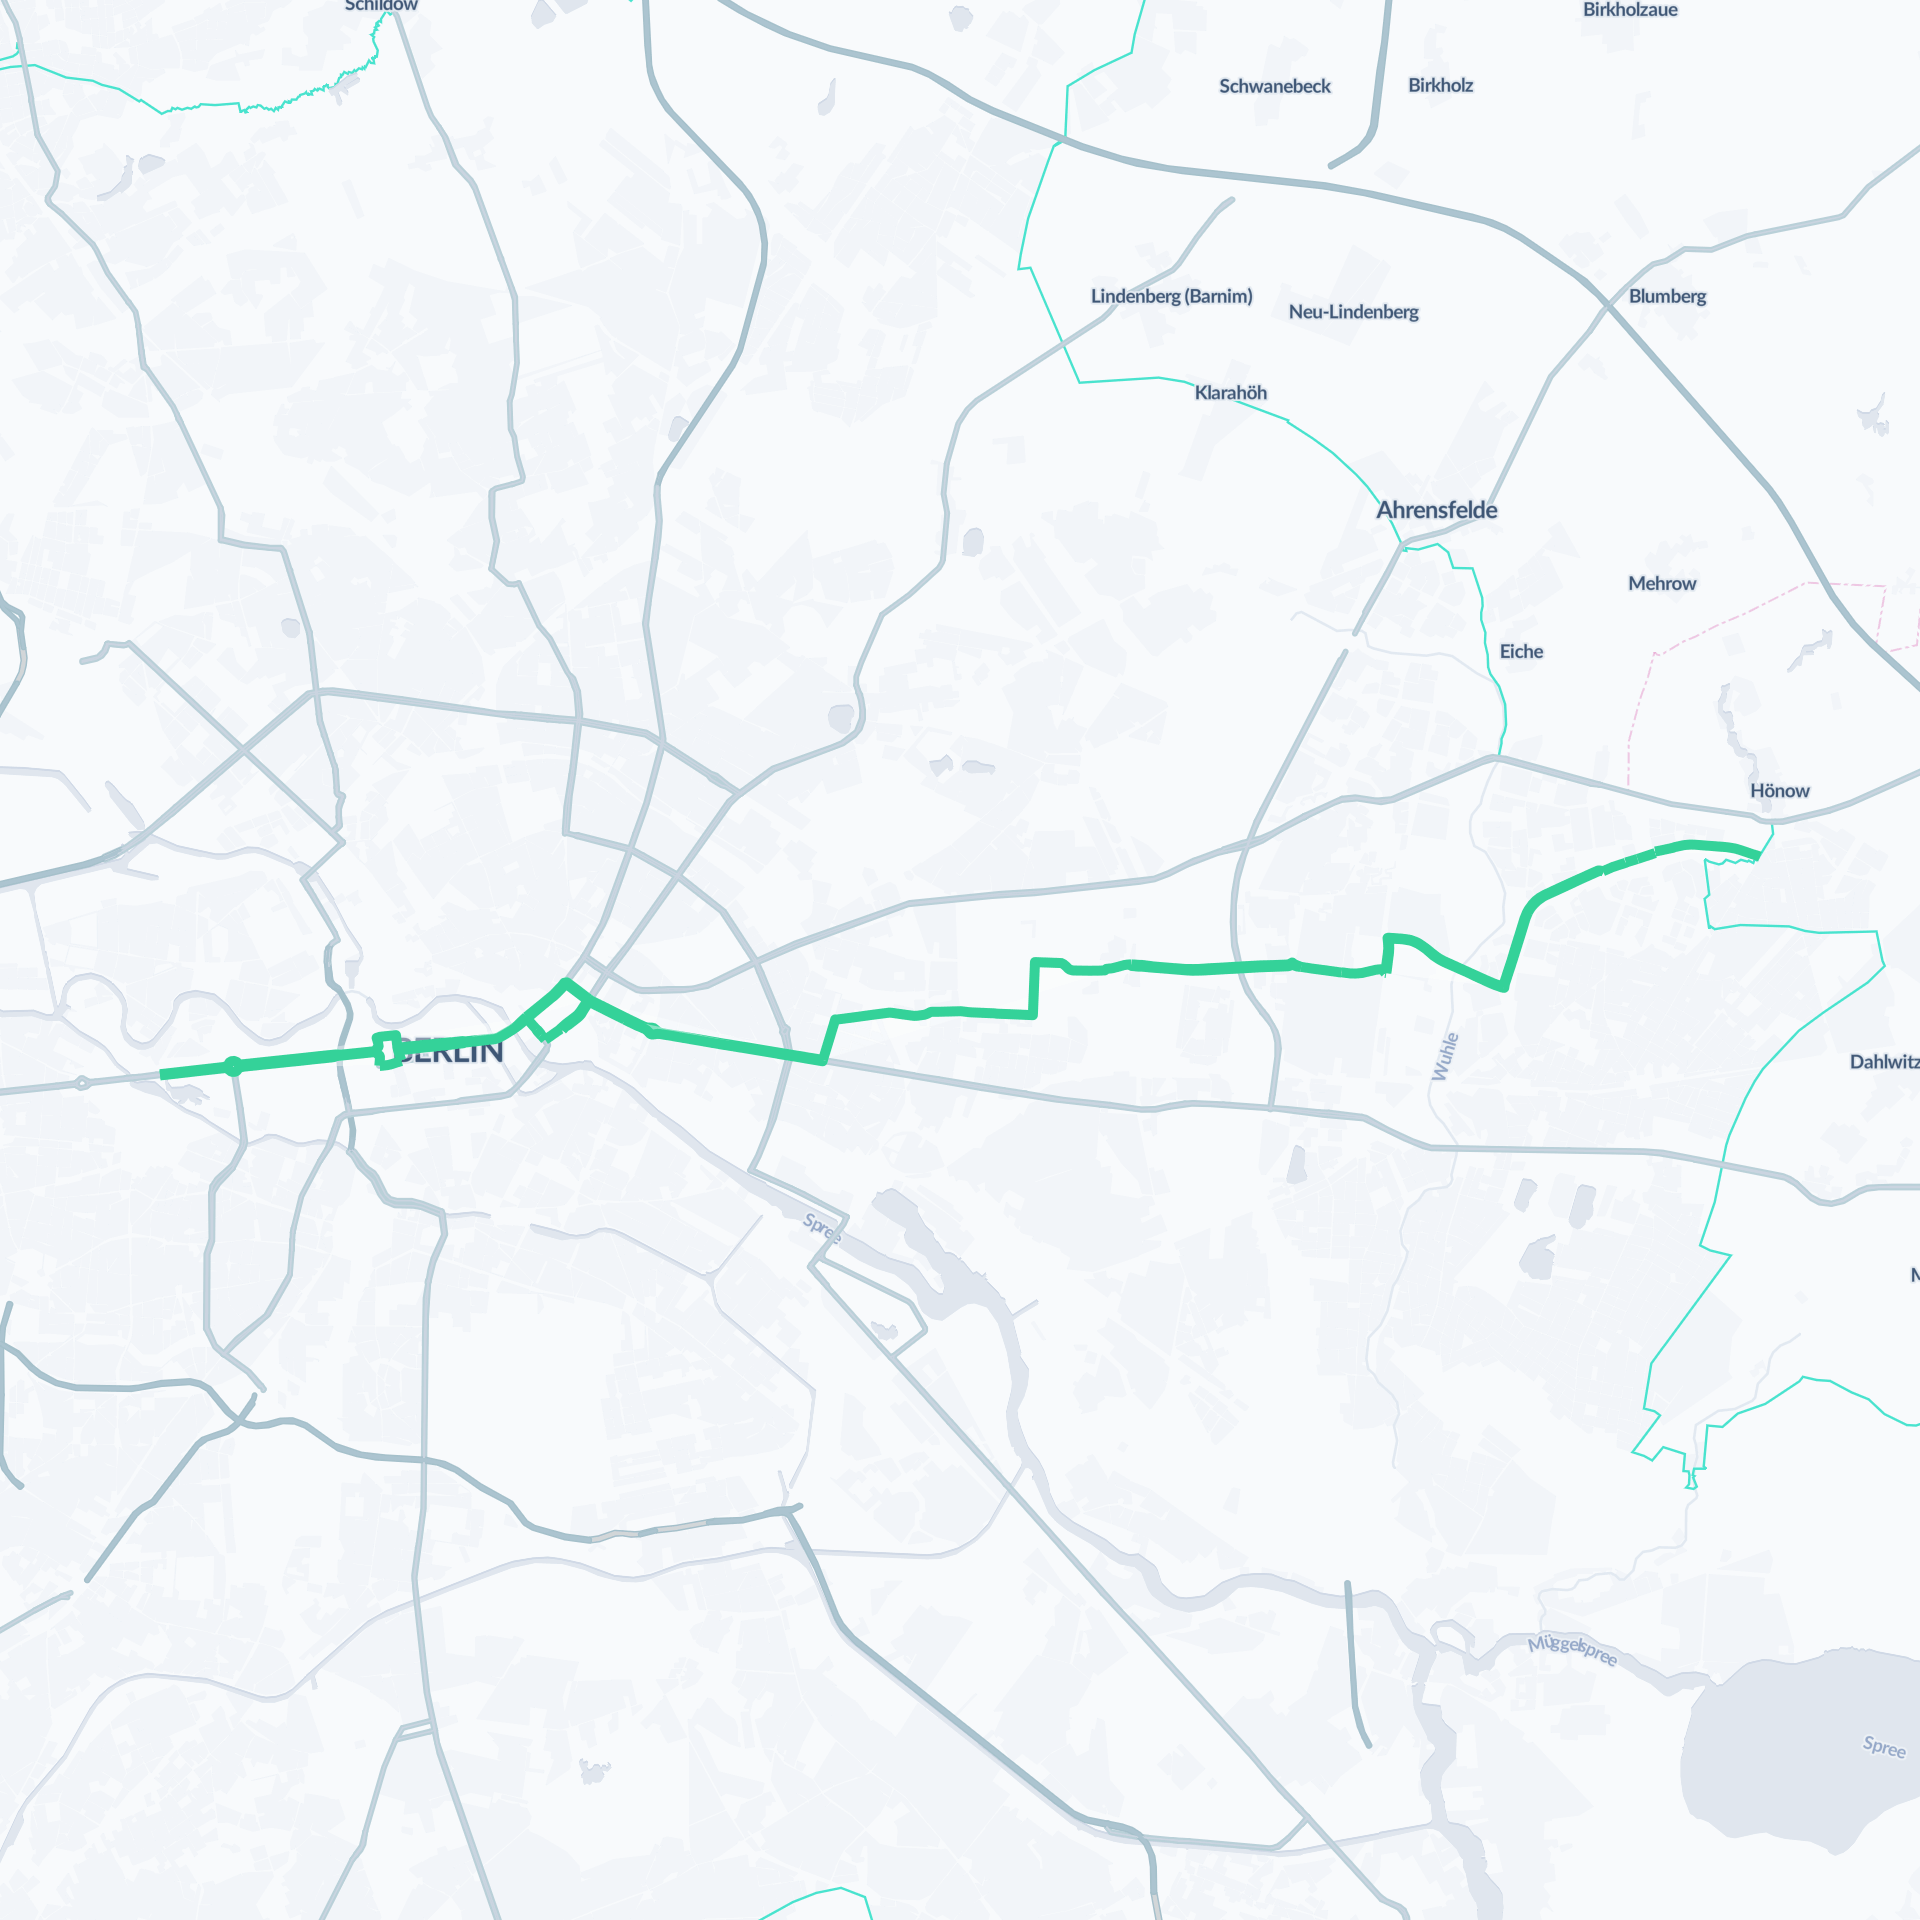 Schildow
Birkholzaue
Schwanebeck
Birkholz
Lindenberg (Barnim)
Neu-Lindenberg
Blumberg
Klarahöh
Ahrensfelde
Mehrow
Eiche
Hönow
BERLIN
Wuhle
Dahlwitz
Spree
M
Müggelspree
Spree